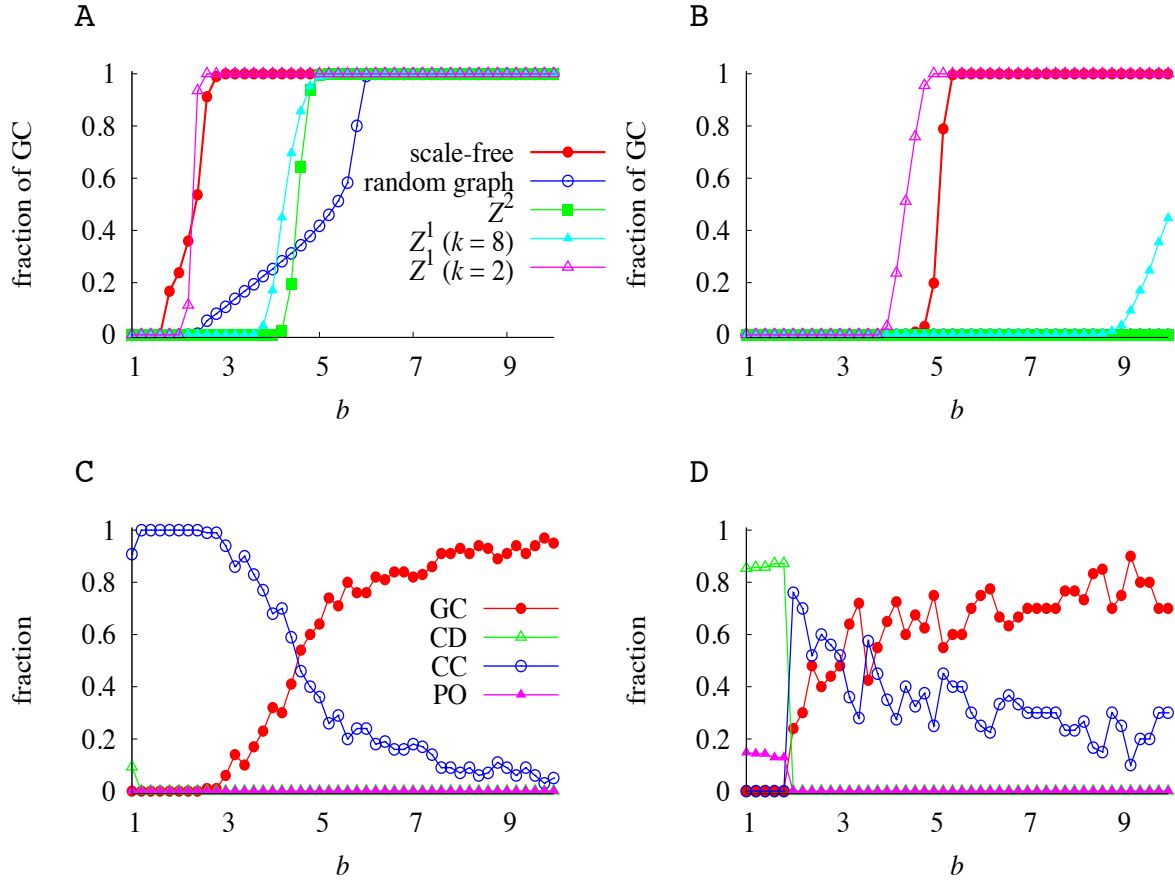 A
B
fraction of GC
1
0.8
0.6
0.4
0.2
0
1 3 5 7 9
b
scale-free
random graph
Z²
Z¹ (k = 8)
Z¹ (k = 2)
fraction of GC
1
0.8
0.6
0.4
0.2
0
1 3 5 7 9
b
C
D
fraction
1
0.8
0.6
0.4
0.2
0
1 3 5 7 9
b
GC
CD
CC
PO
fraction
1
0.8
0.6
0.4
0.2
0
1 3 5 7 9
b